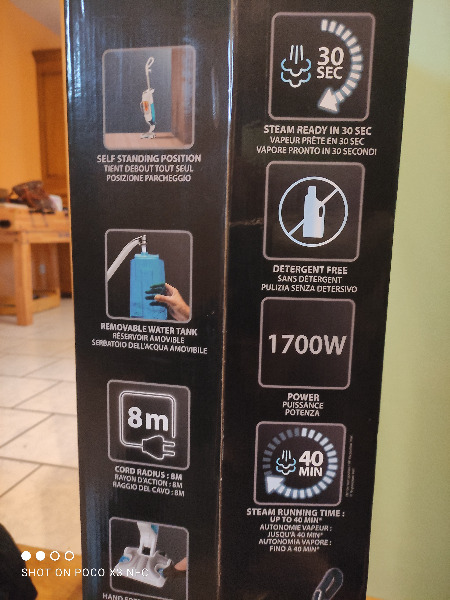 SELF STANDING POSITION
TIENT DEBOUT TOUT SEUL
POSIZIONE PARCHEGGIO
REMOVABLE WATER TANK
RÉSERVOIR AMOVIBLE
SERBATOIO DELL'ACQUA AMOVIBILE
8m
CORD RADIUS : 8M
RAYON D'ACTION : 8M
RAGGIO DEL CAVO : 8M
30
SEC
STEAM READY IN 30 SEC
VAPEUR PRÊTE EN 30 SEC
VAPORE PRONTO IN 30 SECONDI
DETERGENT FREE
SANS DÉTERGENT
PULIZIA SENZA DETERSIVO
1700W
POWER
PUISSANCE
POTENZA
40
MIN
STEAM RUNNING TIME :
UP TO 40 MIN*
AUTONOMIE VAPEUR :
JUSQU'À 40 MIN*
AUTONOMIA VAPORE :
FINO A 40 MIN*
SHOT ON POCO X3 NFC